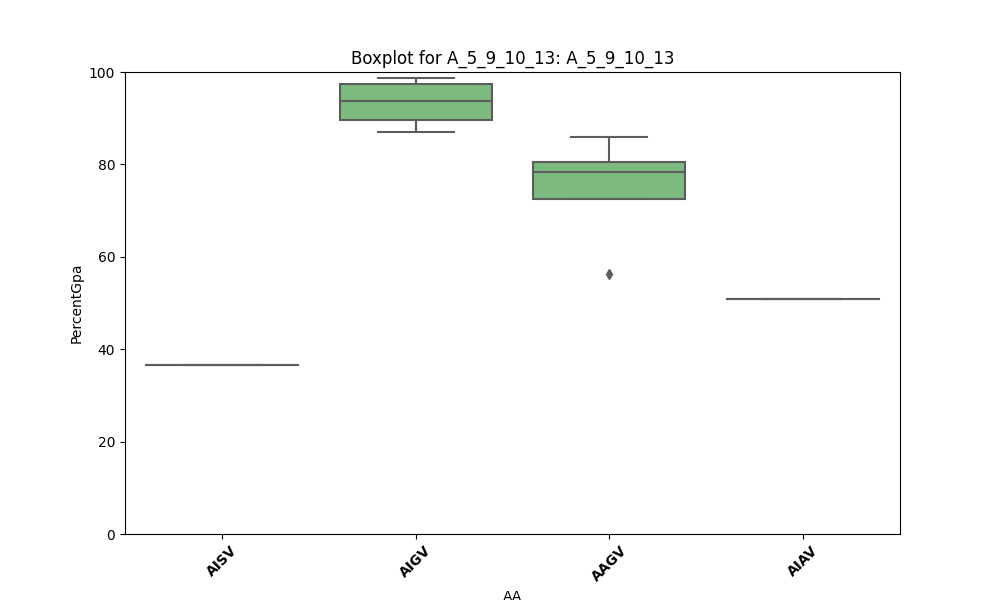 Boxplot for A_5_9_10_13: A_5_9_10_13
100
80
60
40
20
0
PercentGpa
AISV
AIGV
AAGV
AIAV
AA